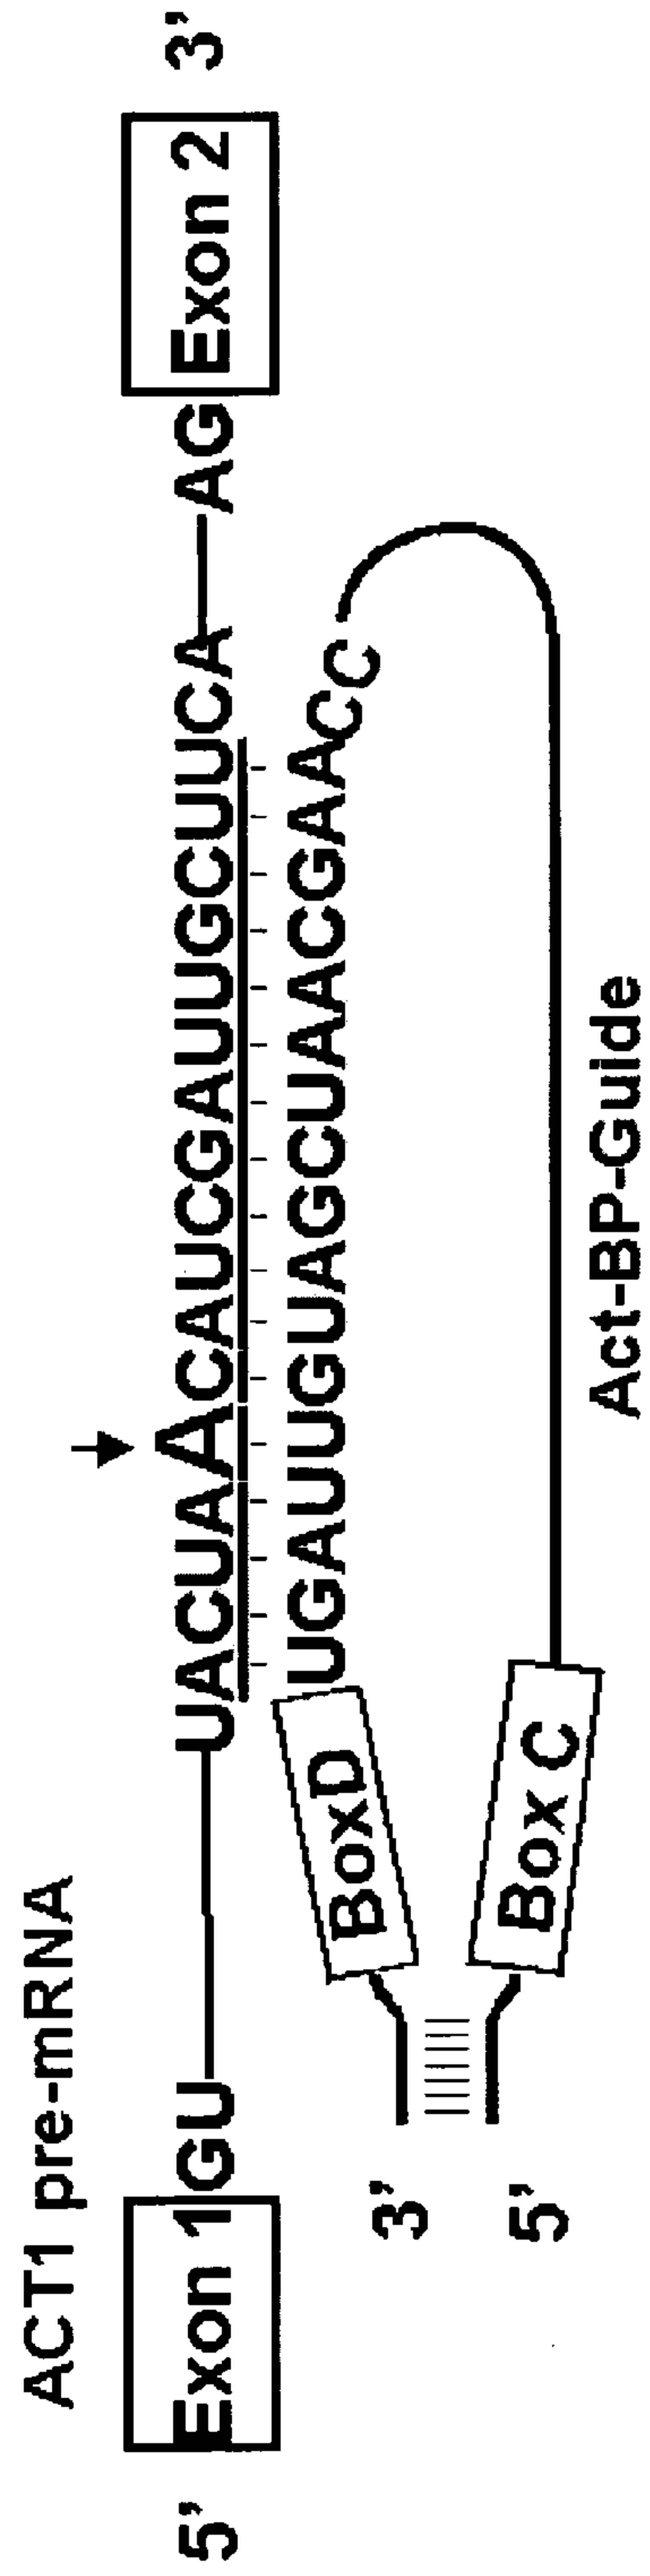 ACT1 pre-mRNA
5' Exon 1 GU UACUAACAUCGAUUGCUUCA AG Exon 2 3'
BoxD UGAUUGUAGCUAACGAACC
3'
5'
Box C
Act-BP-Guide